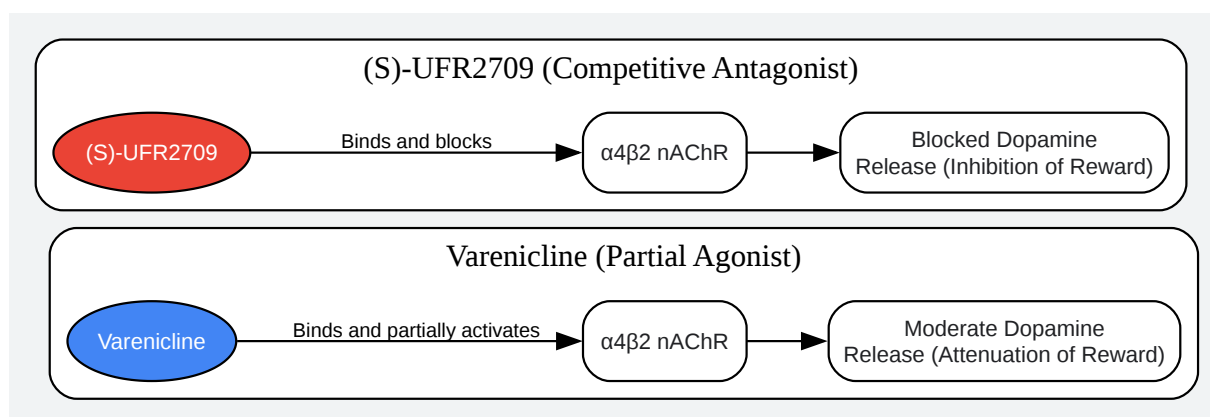 (S)-UFR2709 (Competitive Antagonist)
(S)-UFR2709
Binds and blocks
α4β2 nAChR
Blocked Dopamine
Release (Inhibition of Reward)
Varenicline (Partial Agonist)
Varenicline
Binds and partially activates
α4β2 nAChR
Moderate Dopamine
Release (Attenuation of Reward)